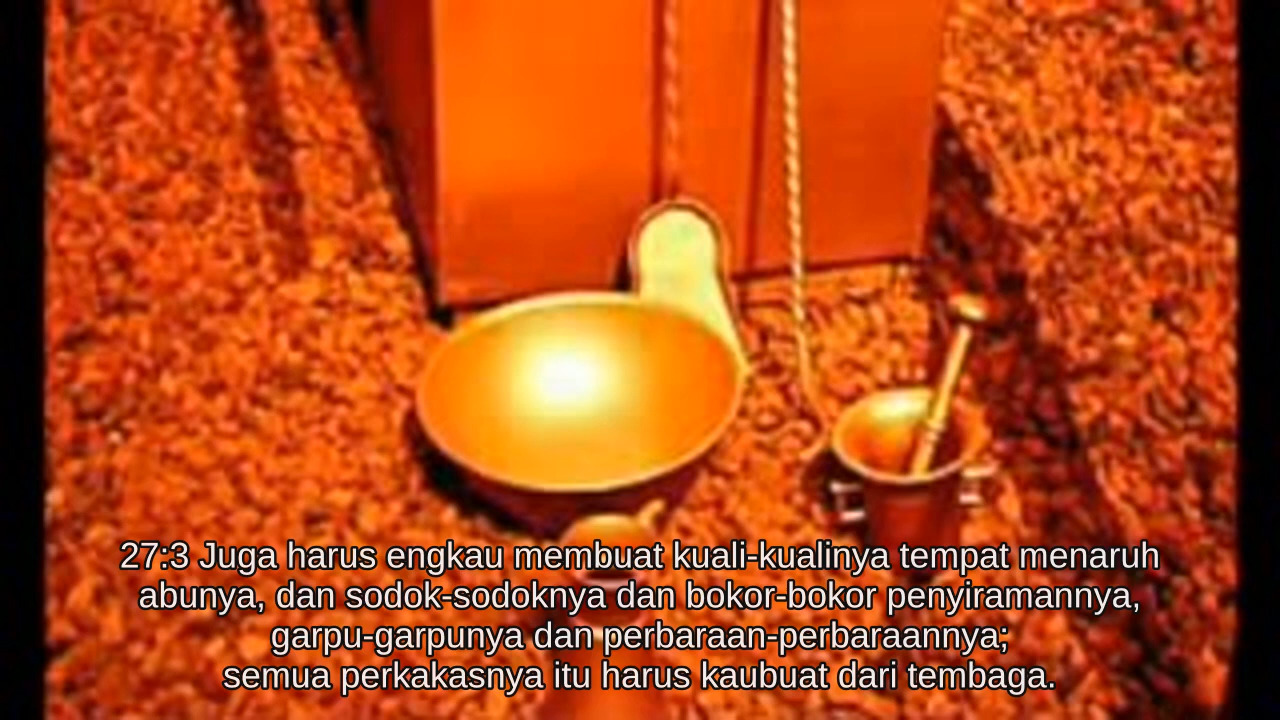 27:3 Juga harus engkau membuat kuali-kualinya tempat menaruh
abunya, dan sodok-sodoknya dan bokor-bokor penyiramannya,
garpu-garpunya dan perbaraan-perbaraannya;
semua perkakasnya itu harus kaubuat dari tembaga.